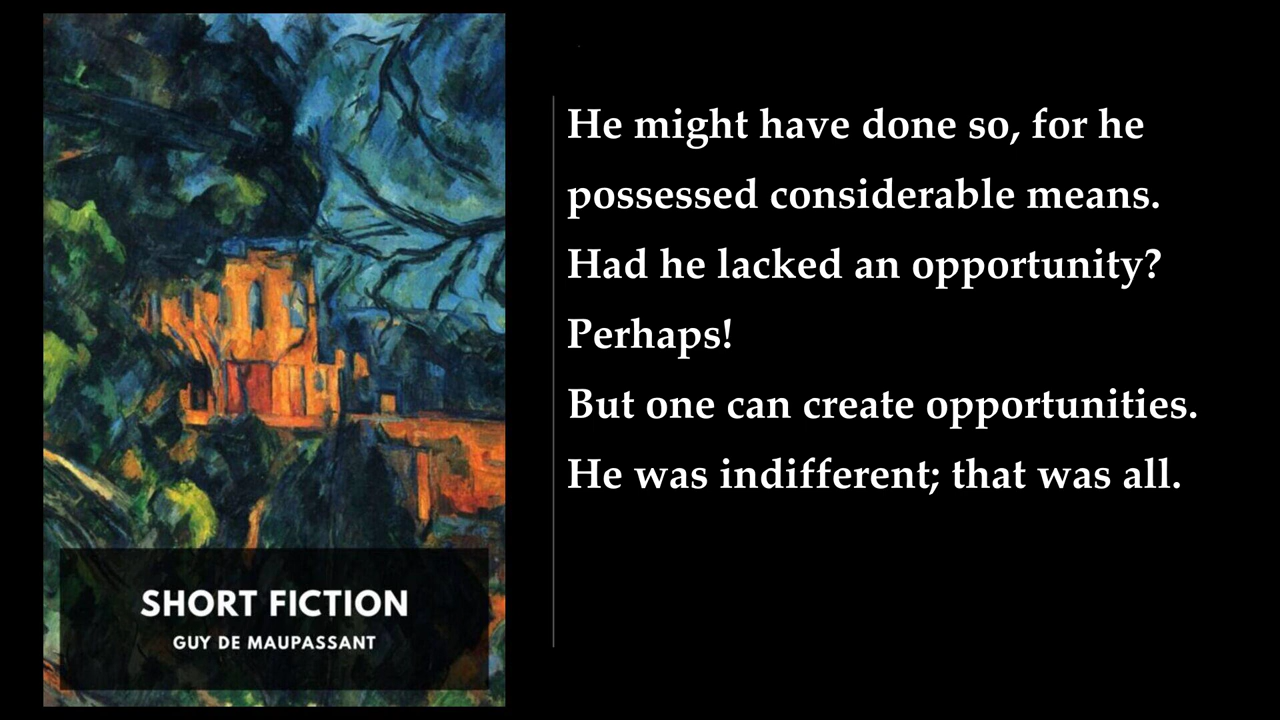 He might have done so, for he
possessed considerable means.
Had he lacked an opportunity?
Perhaps!
But one can create opportunities.
He was indifferent; that was all.
SHORT FICTION
GUY DE MAUPASSANT